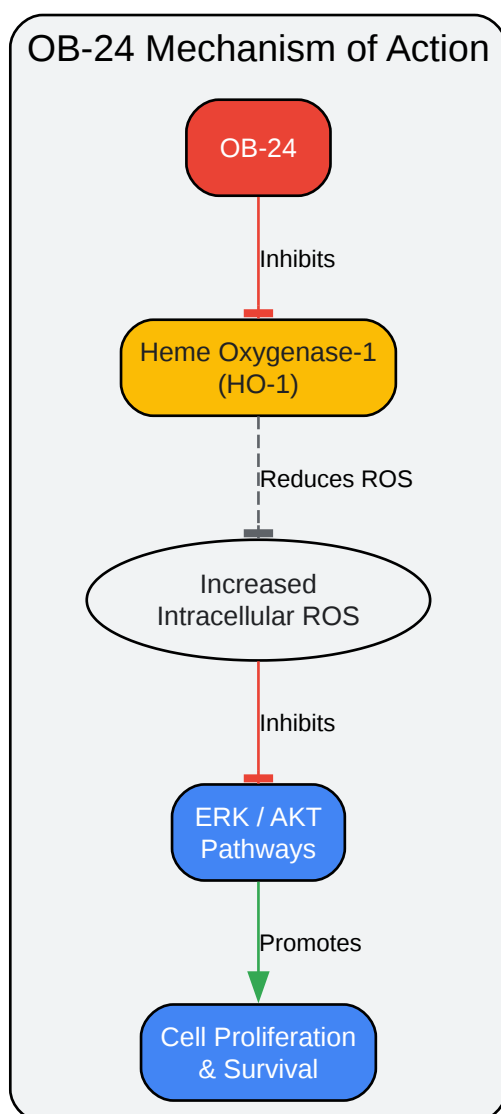 OB-24 Mechanism of Action
OB-24
Inhibits
Heme Oxygenase-1
(HO-1)
Reduces ROS
Increased
Intracellular ROS
Inhibits
ERK / AKT
Pathways
Promotes
Cell Proliferation
& Survival